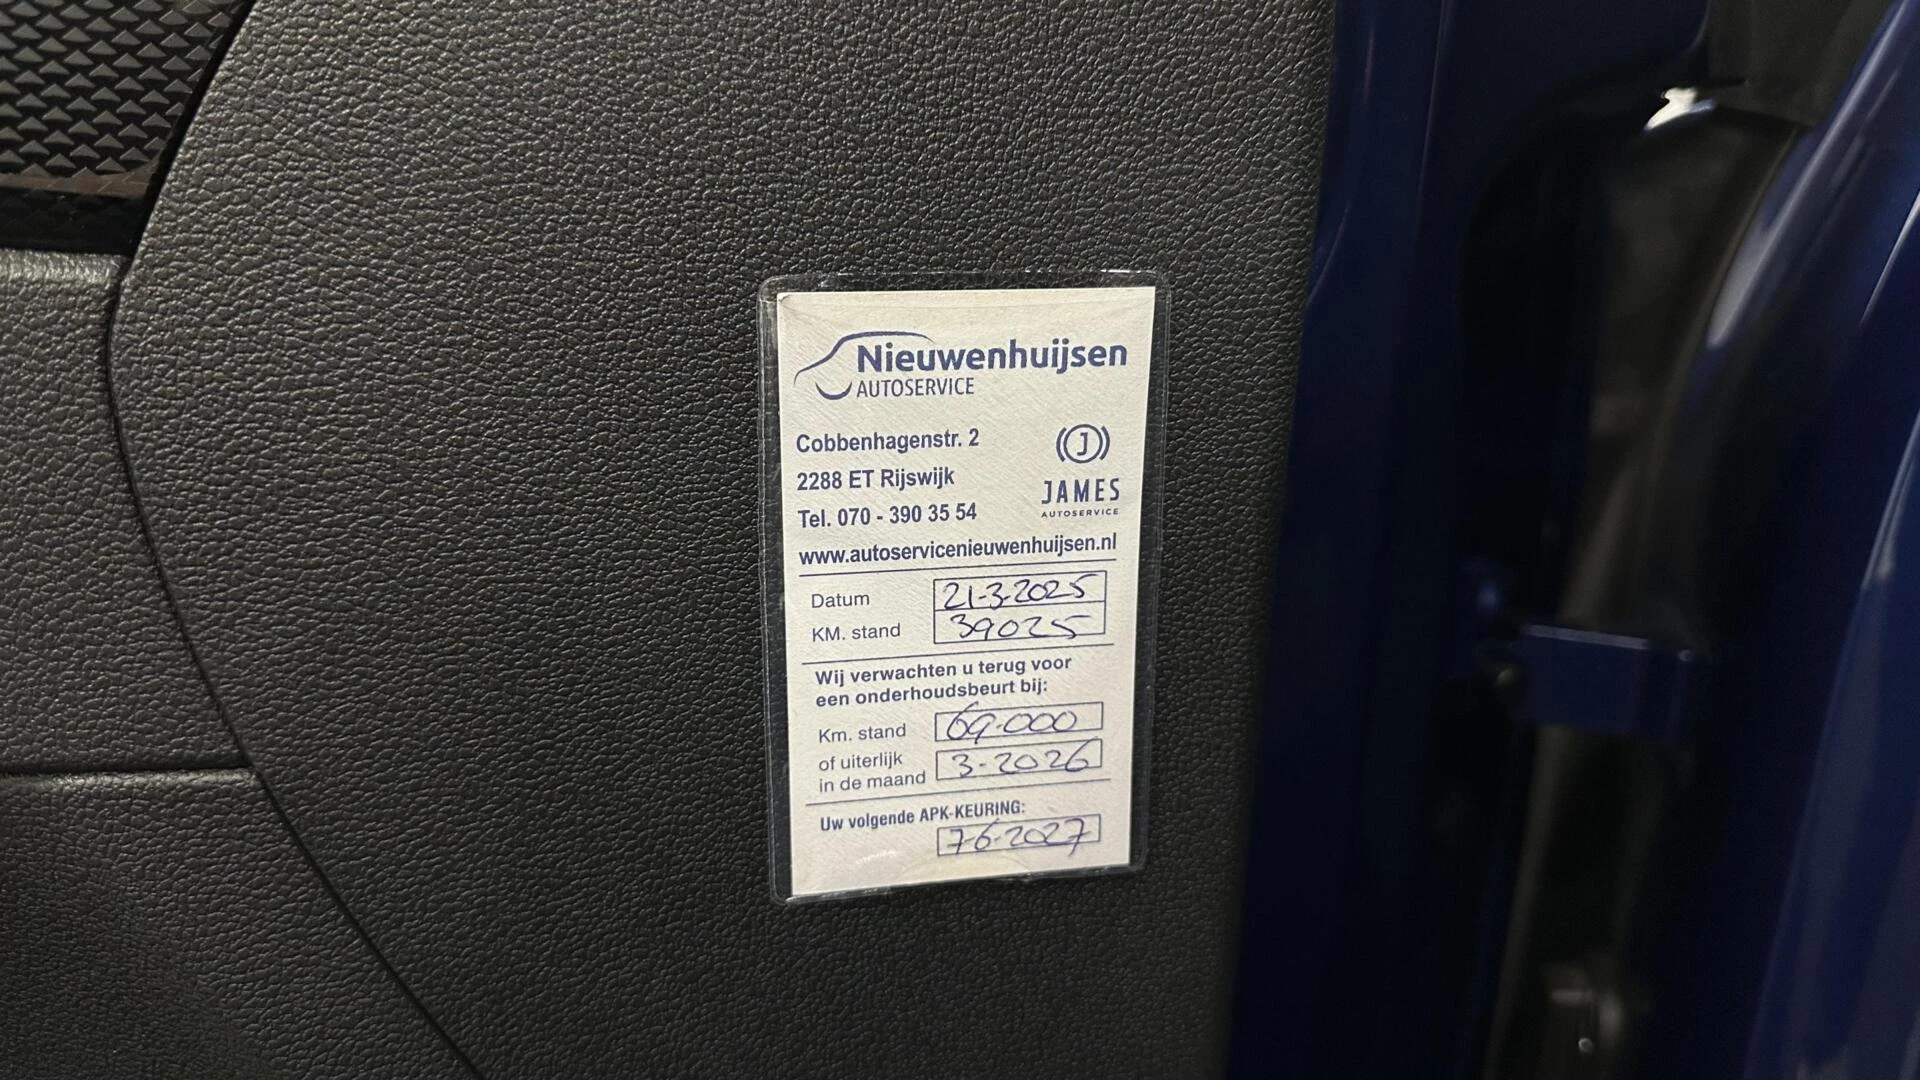 Nieuwenhuijsen
AUTOSERVICE
Cobbenhagenstr. 2
2288 ET Rijswijk
Tel. 070 - 390 35 54
J
JAMES
AUTOSERVICE
www.autoservicenieuwenhuijsen.nl
Datum 21-3-2025
KM. stand 39025
Wij verwachten u terug voor
een onderhoudsbeurt bij:
Km. stand 69.000
of uiterlijk
in de maand 3-2026
Uw volgende APK-KEURING:
7-6-2027